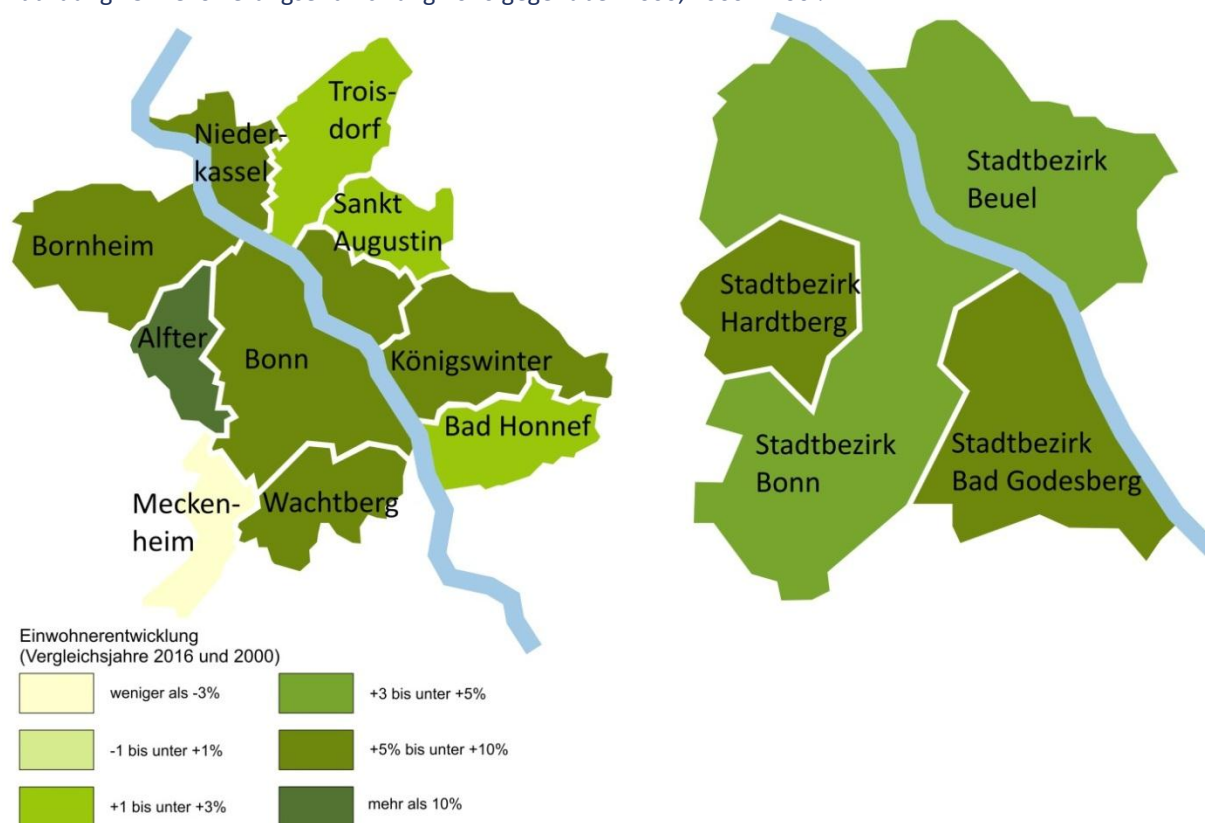 Trois-
dorf
Nieder-
kassel
Sankt
Augustin
Bornheim
Alfter
Bonn
Königswinter
Bad Honnef
Mecken-
heim
Wachtberg
Stadtbezirk
Beuel
Stadtbezirk
Hardtberg
Stadtbezirk
Bonn
Stadtbezirk
Bad Godesberg
Einwohnerentwicklung
(Vergleichsjahre 2016 und 2000)
weniger als -3%
-1 bis unter +1%
+1 bis unter +3%
+3 bis unter +5%
+5% bis unter +10%
mehr als 10%